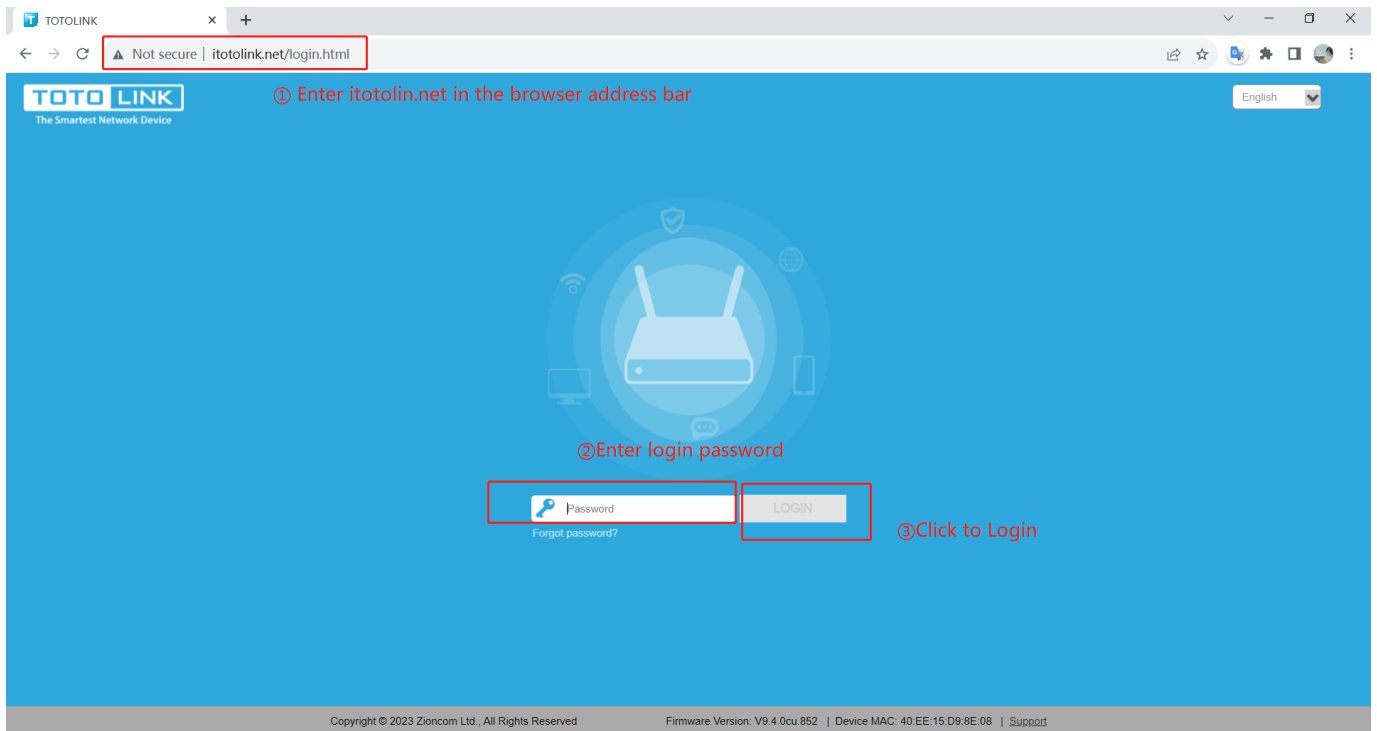 TOTOLINK
Not secure | itotolink.net/login.html
TOTO LINK
The Smartest Network Device
① Enter itotolin.net in the browser address bar
English
②Enter login password
Password
LOGIN
Forgot password?
③Click to Login
Copyright © 2023 Zioncom Ltd., All Rights Reserved Firmware Version: V9.4.0cu.852 | Device MAC: 40:EE:15:D9:8E:08 | Support